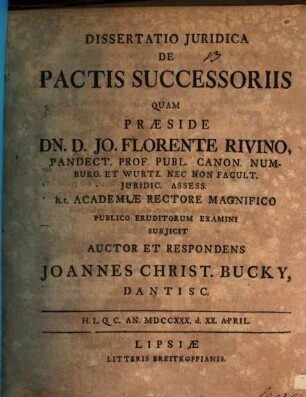 DISSERTATIO JURIDICA
DE
PACTIS SUCCESSORIIS
QUAM
PRÆSIDE
DN. D. JO. FLORENTE RIVINO,
PANDECT. PROF. PUBL. CANON. NUM-
BURG. ET WURTZ. NEC NON FACULT.
JURIDIC. ASSESS.
h.t. ACADEMIÆ RECTORE MAGNIFICO
PUBLICO ERUDITORUM EXAMINI
SUBJICIT
AUCTOR ET RESPONDENS
JOANNES CHRIST. BUCKY,
DANTISC.
H. L. Q. C. AN. MDCCXXX. d. XX. APRIL.
LIPSIÆ
LITTERIS BREITKOPFIANIS.